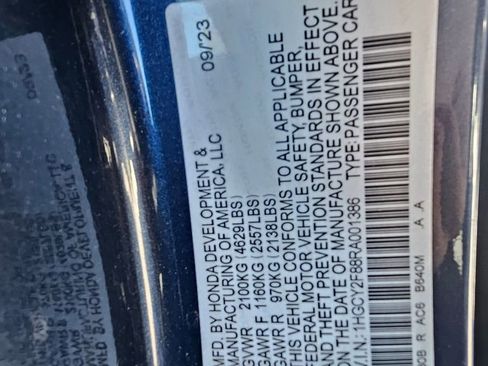 MFD. BY HONDA DEVELOPMENT &
MANUFACTURING OF AMERICA, LLC 09/23
GVWR 2100KG (4629LBS)
GAWR F 1160KG (2557LBS)
GAWR R 970KG (2138LBS)
THIS VEHICLE CONFORMS TO ALL APPLICABLE
FEDERAL MOTOR VEHICLE SAFETY, BUMPER,
AND THEFT PREVENTION STANDARDS IN EFFECT
ON THE DATE OF MANUFACTURE SHOWN ABOVE.
V.I.N.: 1HGCY2F88RA001386 TYPE:PASSENGER CAR
R AC6 B640M A A